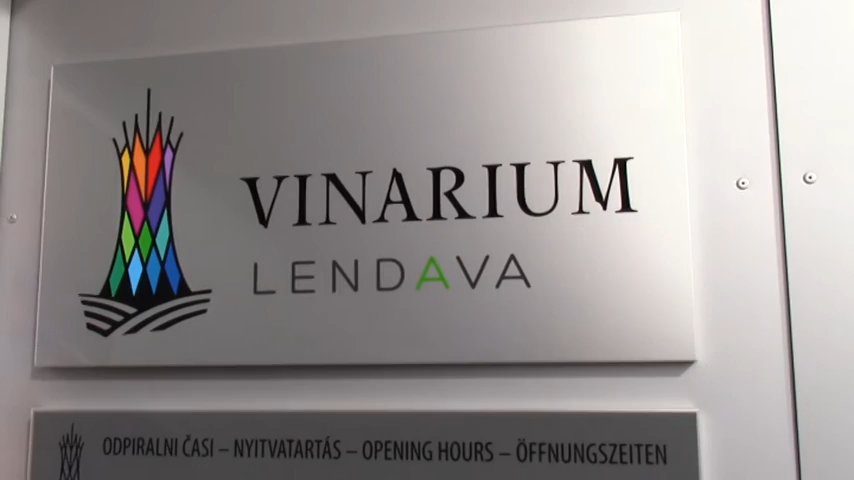 VINARIUM
LENDAVA
ODPIRALNI ČASI – NYITVATARTÁS – OPENING HOURS – ÖFFNUNGSZEITEN